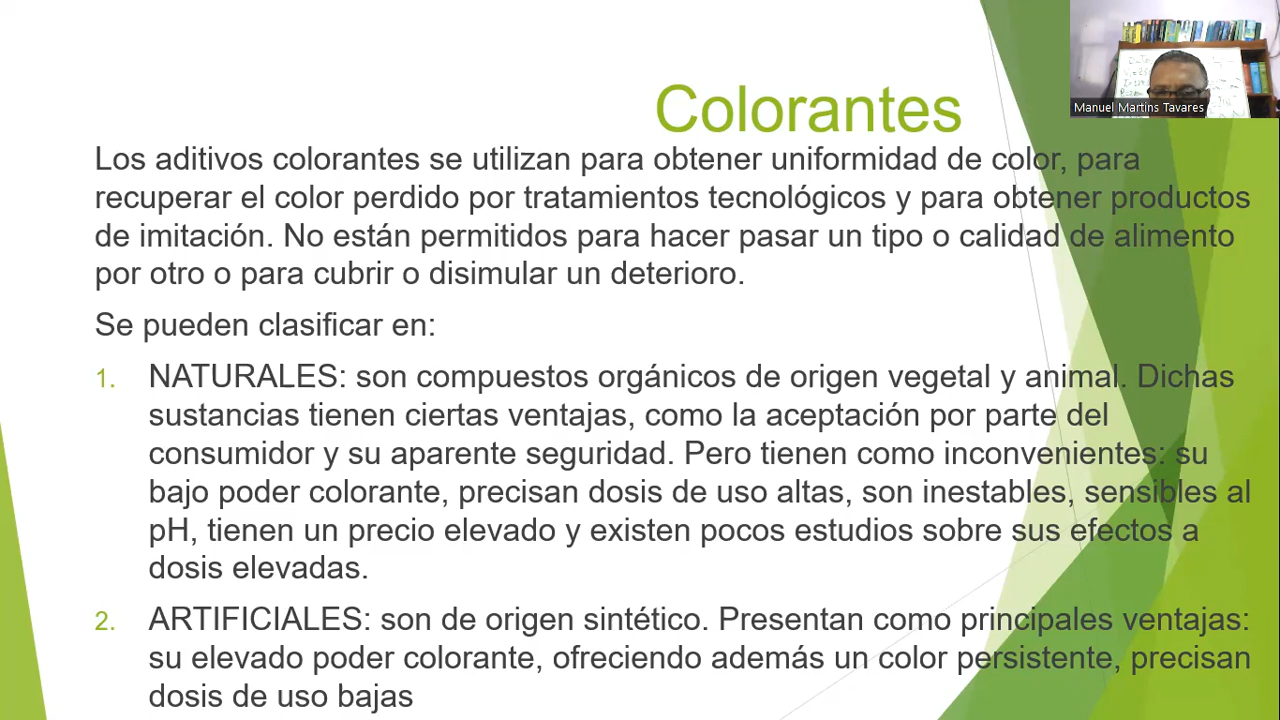 Colorantes
Manuel Martins Tavares
Los aditivos colorantes se utilizan para obtener uniformidad de color, para
recuperar el color perdido por tratamientos tecnológicos y para obtener productos
de imitación. No están permitidos para hacer pasar un tipo o calidad de alimento
por otro o para cubrir o disimular un deterioro.
Se pueden clasificar en:
1. NATURALES: son compuestos orgánicos de origen vegetal y animal. Dichas
sustancias tienen ciertas ventajas, como la aceptación por parte del
consumidor y su aparente seguridad. Pero tienen como inconvenientes: su
bajo poder colorante, precisan dosis de uso altas, son inestables, sensibles al
pH, tienen un precio elevado y existen pocos estudios sobre sus efectos a
dosis elevadas.
2. ARTIFICIALES: son de origen sintético. Presentan como principales ventajas:
su elevado poder colorante, ofreciendo además un color persistente, precisan
dosis de uso bajas